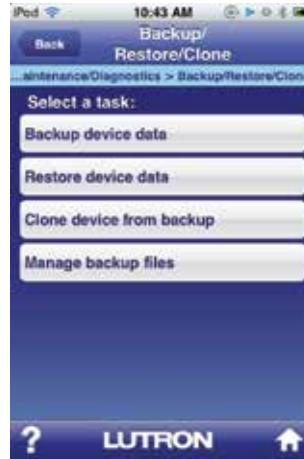 iPod 10:43 AM
Back
Backup/
Restore/Clone
...aintenance/Diagnostics > Backup/Restore/Clon
Select a task:
Backup device data
Restore device data
Clone device from backup
Manage backup files
? LUTRON